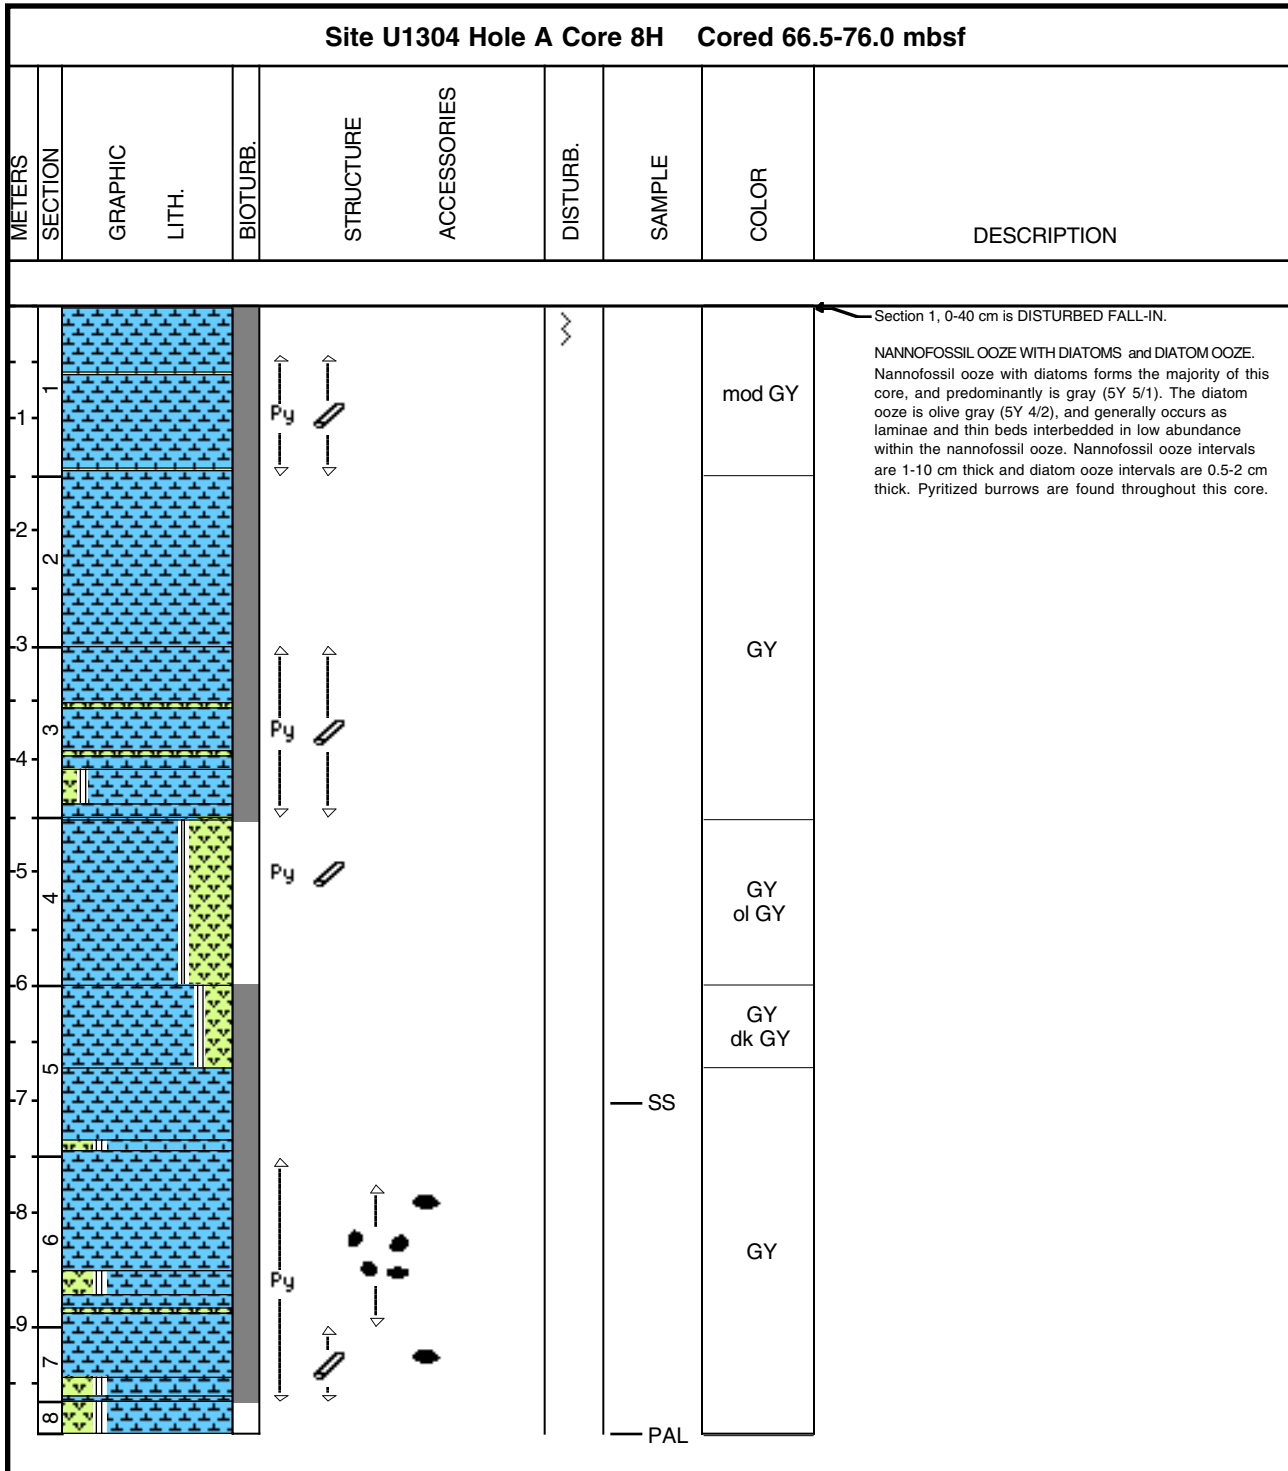 Site U1304 Hole A Core 8H Cored 66.5-76.0 mbsf
METERS
SECTION
GRAPHIC
LITH.
BIOTURB.
STRUCTURE
ACCESSORIES
DISTURB.
SAMPLE
COLOR
DESCRIPTION
Section 1, 0-40 cm is DISTURBED FALL-IN.
NANNOFOSSIL OOZE WITH DIATOMS and DIATOM OOZE.
Nannofossil ooze with diatoms forms the majority of this
core, and predominantly is gray (5Y 5/1). The diatom
ooze is olive gray (5Y 4/2), and generally occurs as
laminae and thin beds interbedded in low abundance
within the nannofossil ooze. Nannofossil ooze intervals
are 1-10 cm thick and diatom ooze intervals are 0.5-2 cm
thick. Pyritized burrows are found throughout this core.
1
1
Py
mod GY
2
2
3
GY
3
Py
4
5
4
Py
GY
ol GY
6
GY
dk GY
5
7
SS
8
6
Py
GY
9
7
8
PAL